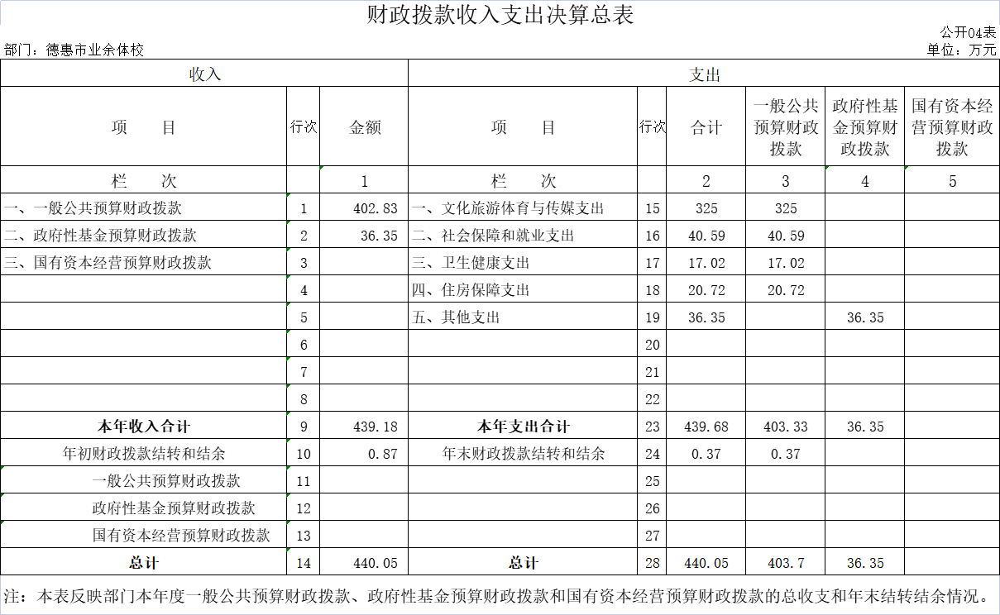 财政拨款收入支出决算总表
公开04表
部门：德惠市业余体校 单位：万元
收入 支出
项 目 行次 金额 项 目 行次 合计 一般公共预算财政拨款 政府性基金预算财政拨款 国有资本经营预算财政拨款
栏 次 1 栏 次 2 3 4 5
一、一般公共预算财政拨款 1 402.83 一、文化旅游体育与传媒支出 15 325 325
二、政府性基金预算财政拨款 2 36.35 二、社会保障和就业支出 16 40.59 40.59
三、国有资本经营预算财政拨款 3 三、卫生健康支出 17 17.02 17.02
4 四、住房保障支出 18 20.72 20.72
5 五、其他支出 19 36.35 36.35
6 20
7 21
8 22
本年收入合计 9 439.18 本年支出合计 23 439.68 403.33 36.35
年初财政拨款结转和结余 10 0.87 年末财政拨款结转和结余 24 0.37 0.37
一般公共预算财政拨款 11 25
政府性基金预算财政拨款 12 26
国有资本经营预算财政拨款 13 27
总计 14 440.05 总计 28 440.05 403.7 36.35
注：本表反映部门本年度一般公共预算财政拨款、政府性基金预算财政拨款和国有资本经营预算财政拨款的总收支和年末结转结余情况。